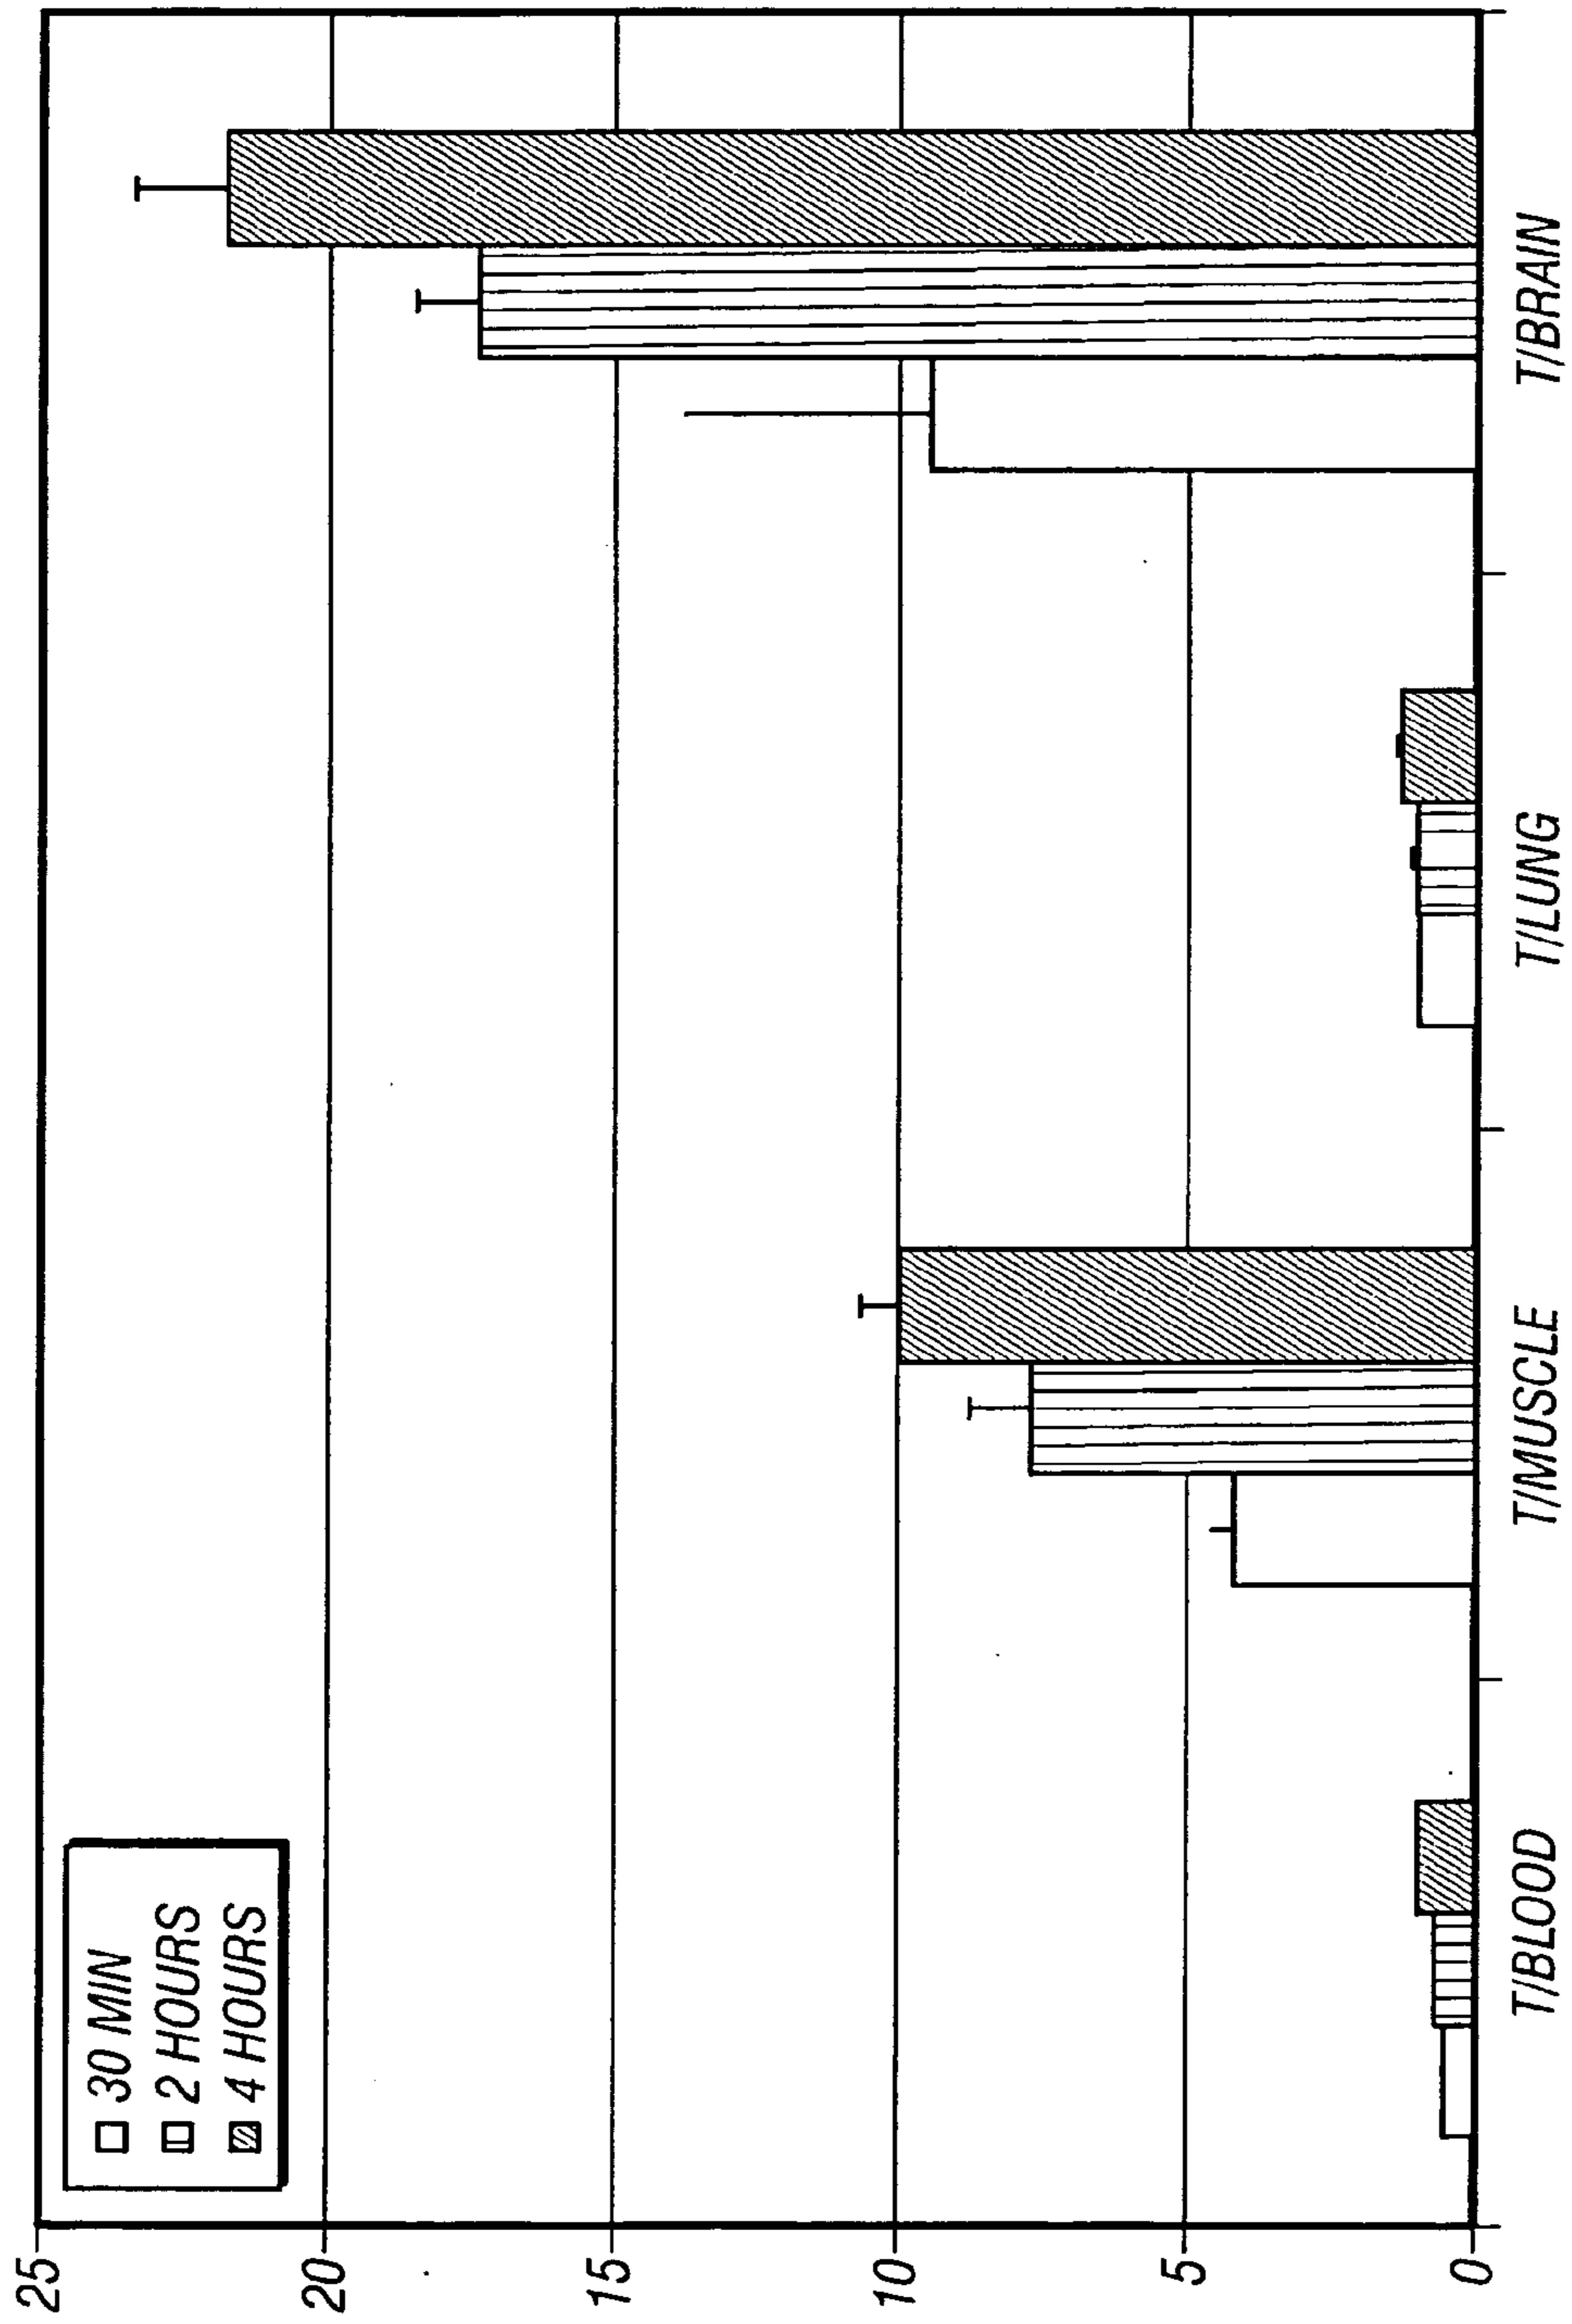 30 MIN
2 HOURS
4 HOURS
25
20
15
10
5
0
T/BLOOD
T/MUSCLE
T/LUNG
T/BRAIN